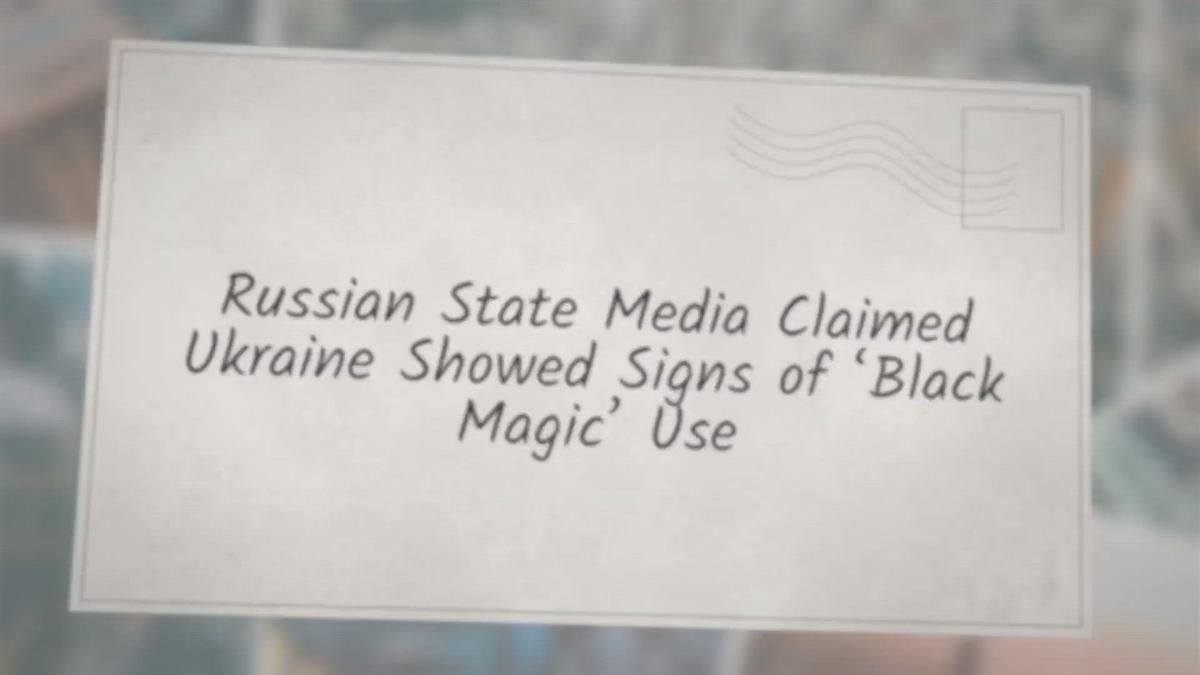 Russian State Media Claimed
Ukraine Showed Signs of ‘Black
Magic’ Use